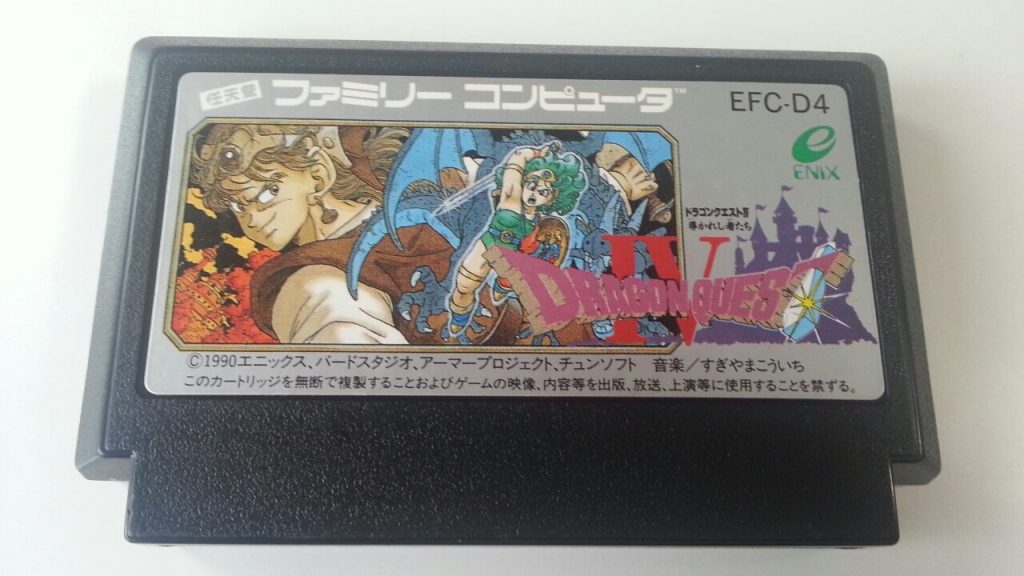 任天堂 ファミリー コンピュータ™ EFC-D4
ENIX
ドラゴンクエストIV
導かれし者たち
IV
DRAGON QUEST
©1990エニックス、バードスタジオ、アーマープロジェクト、チュンソフト 音楽／すぎやまこういち
このカートリッジを無断で複製することおよびゲームの映像、内容等を出版、放送、上演等に使用することを禁ずる。